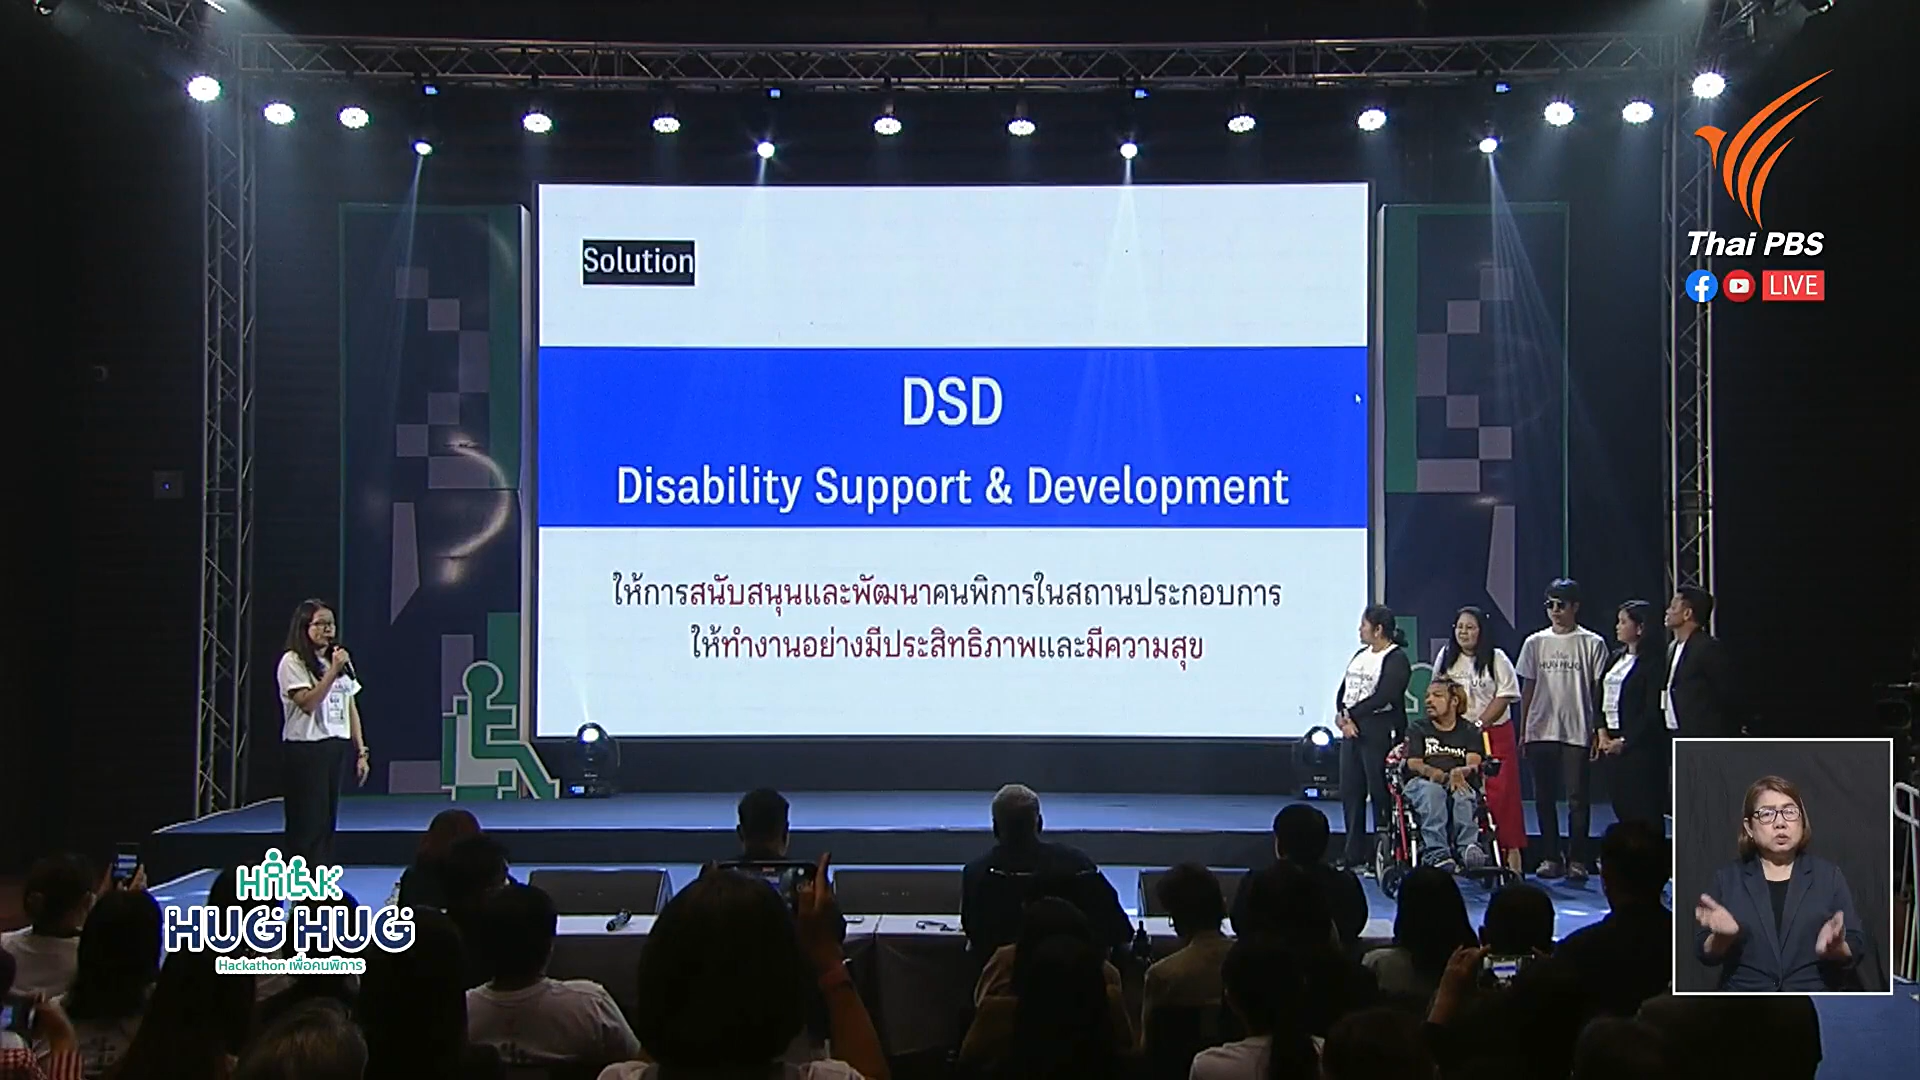 Solution
DSD
Disability Support & Development
ให้การสนับสนุนและพัฒนาคนพิการในสถานประกอบการ
ให้ทำงานอย่างมีประสิทธิภาพและมีความสุข
3
Thai PBS
LIVE
HACK
HUG HUG
Hackathon เพื่อคนพิการ
HUG HUG